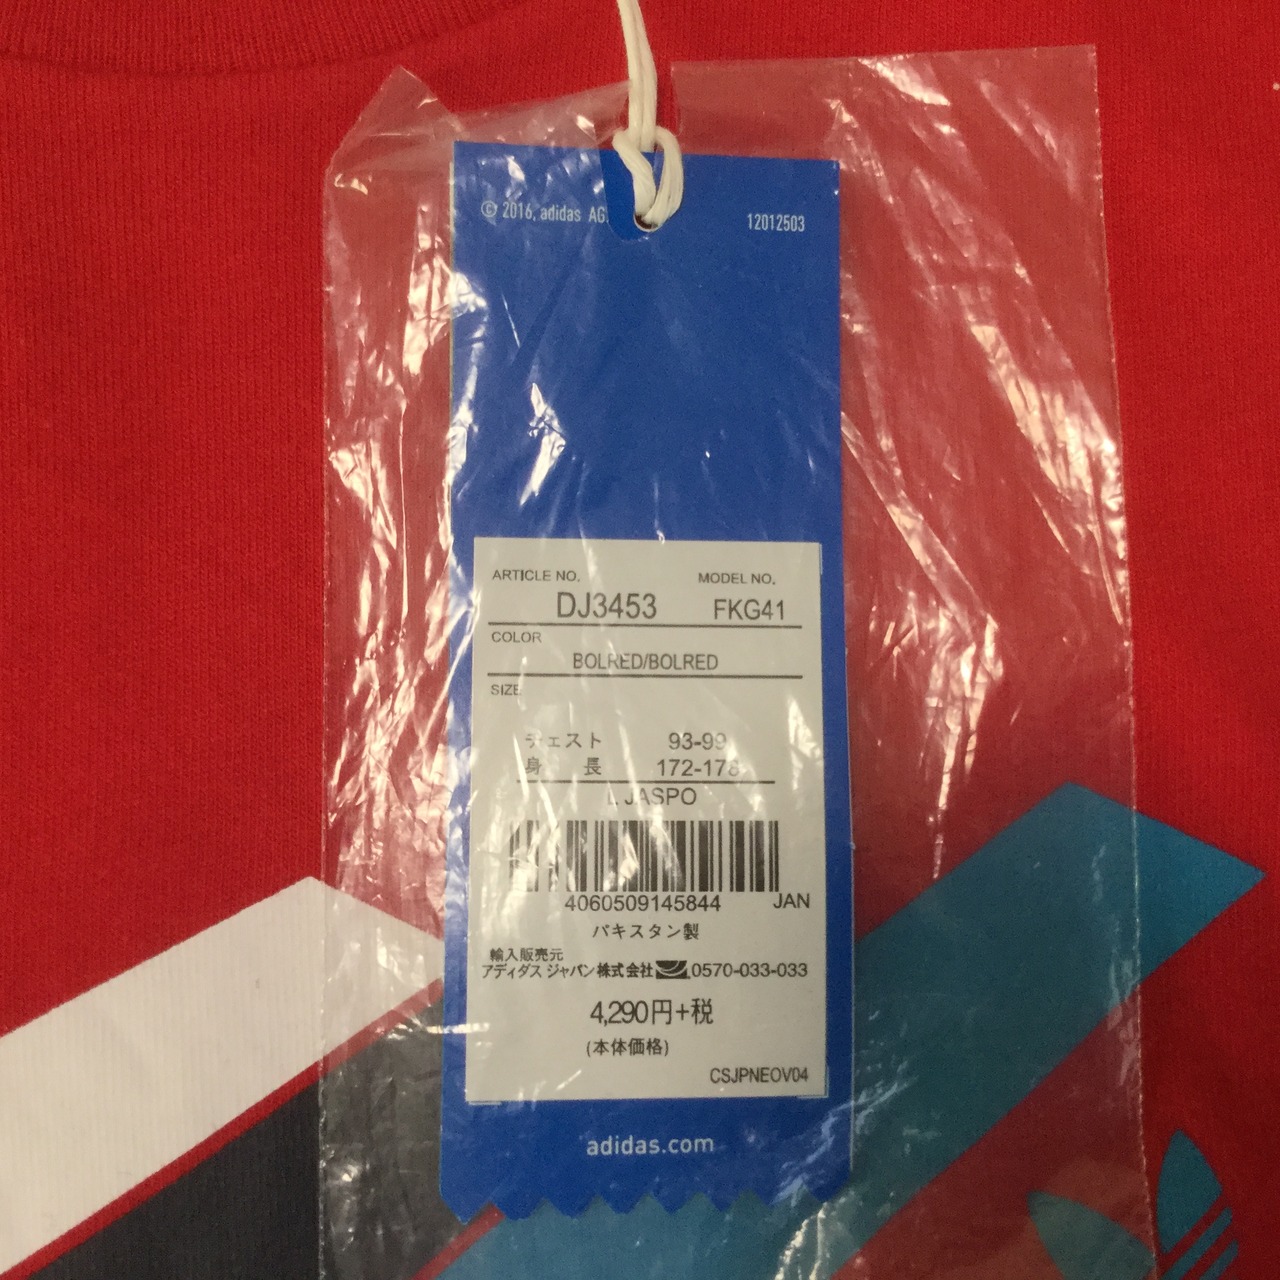 © 2016, adidas AG.
12012503
ARTICLE NO. MODEL NO.
DJ3453 FKG41
COLOR
BOLRED/BOLRED
SIZE
チェスト 93-99
身 長 172-178
L JASPO
4060509145844 JAN
パキスタン製
輸入販売元
アディダス ジャパン株式会社 0570-033-033
4,290円+税
(本体価格)
CSJPNEOV04
adidas.com